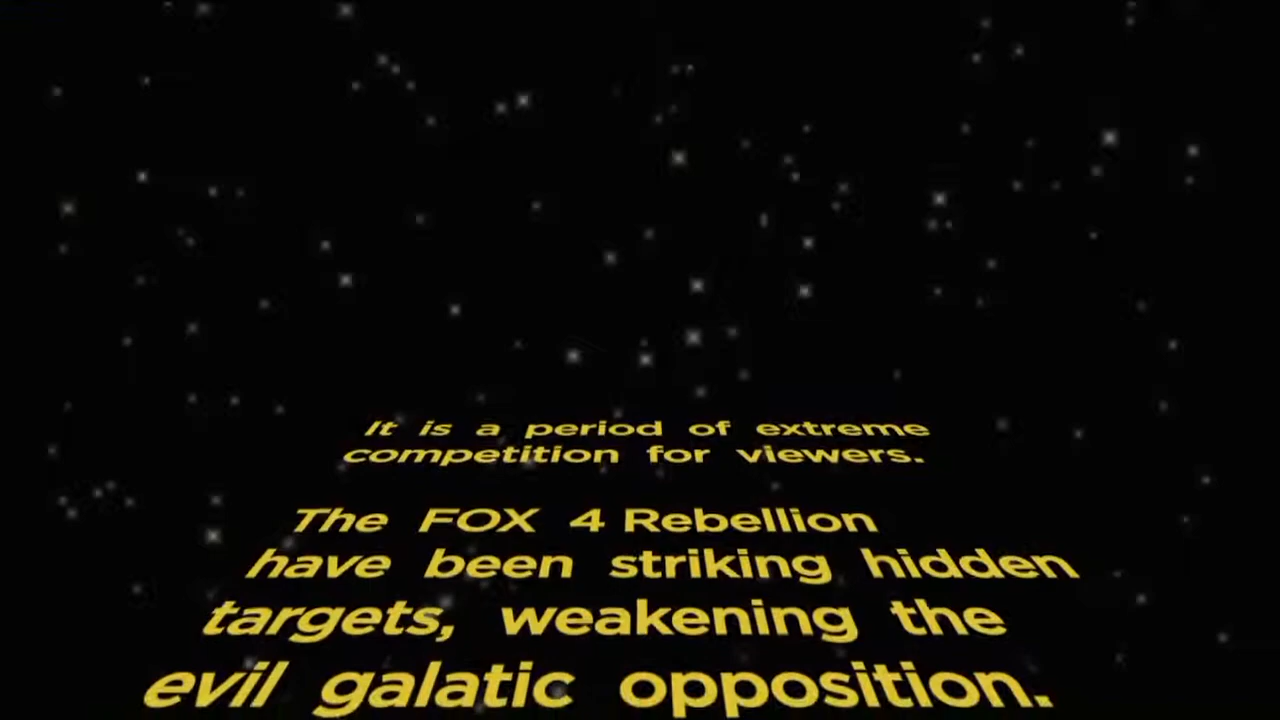 It is a period of extreme
competition for viewers.
The FOX 4 Rebellion
have been striking hidden
targets, weakening the
evil galatic opposition.